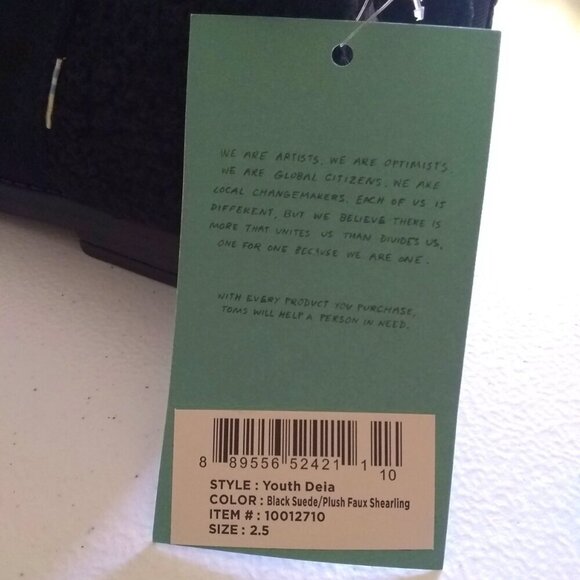 WE ARE ARTISTS. WE ARE OPTIMISTS.
WE ARE GLOBAL CITIZENS. WE ARE
LOCAL CHANGEMAKERS. EACH OF US IS
DIFFERENT, BUT WE BELIEVE THERE IS
MORE THAT UNITES US THAN DIVIDES US.
ONE FOR ONE BECAUSE WE ARE ONE.
WITH EVERY PRODUCT YOU PURCHASE,
TOMS WILL HELP A PERSON IN NEED.
8 89556 52421 1 10
STYLE : Youth Deia
COLOR : Black Suede/Plush Faux Shearling
ITEM # : 10012710
SIZE : 2.5